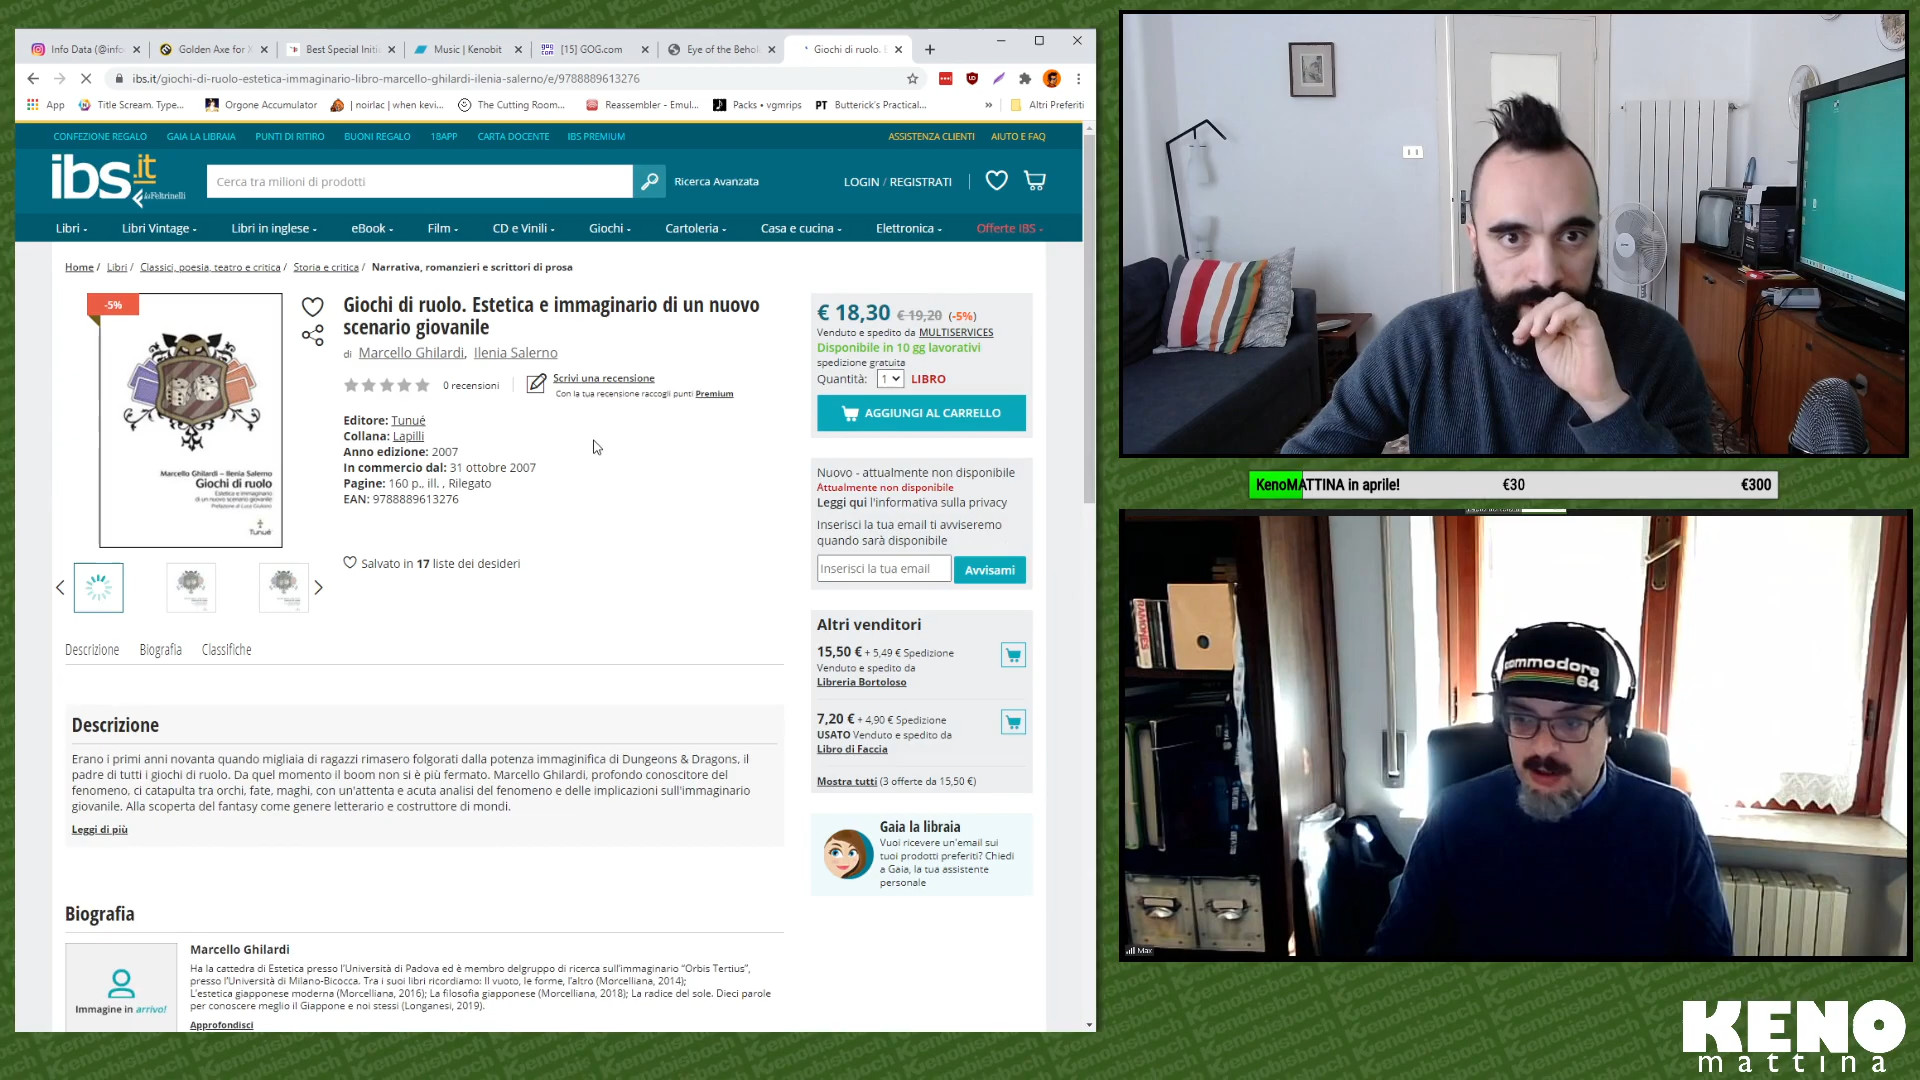 Info Data (@info
Golden Axe for X
Best Special Initia
Music | Kenobit
[15] GOG.com
Eye of the Behol
Giochi di ruolo. E
ibs.it/giochi-di-ruolo-estetica-immaginario-libro-marcello-ghilardi-ilenia-salerno/e/9788889613276
App
Title Scream. Type...
Orgone Accumulator
| noirlac | when kevi...
The Cutting Room...
Reassembler - Emul...
Packs • vgmrips
PT Butterick's Practical...
»
Altri Preferiti
CONFEZIONE REGALO
GAIA LA LIBRAIA
PUNTI DI RITIRO
BUONI REGALO
18APP
CARTA DOCENTE
IBS PREMIUM
ASSISTENZA CLIENTI
AIUTO E FAQ
ibs.it
laFeltrinelli
Cerca tra milioni di prodotti
Ricerca Avanzata
LOGIN / REGISTRATI
Libri
Libri Vintage
Libri in inglese
eBook
Film
CD e Vinili
Giochi
Cartoleria
Casa e cucina
Elettronica
Offerte IBS
Home / Libri / Classici, poesia, teatro e critica / Storia e critica / Narrativa, romanzieri e scrittori di prosa
-5%
Marcello Ghilardi – Ilenia Salerno
Giochi di ruolo
Estetica e immaginario
di un nuovo scenario giovanile
Tunué
Giochi di ruolo. Estetica e immaginario di un nuovo
scenario giovanile
di Marcello Ghilardi, Ilenia Salerno
0 recensioni
Scrivi una recensione
Con la tua recensione raccogli punti Premium
Editore: Tunué
Collana: Lapilli
Anno edizione: 2007
In commercio dal: 31 ottobre 2007
Pagine: 160 p., ill. , Rilegato
EAN: 9788889613276
Salvato in 17 liste dei desideri
€ 18,30 € 19,20 (-5%)
Venduto e spedito da MULTISERVICES
Disponibile in 10 gg lavorativi
spedizione gratuita
Quantità: 1 LIBRO
AGGIUNGI AL CARRELLO
Nuovo - attualmente non disponibile
Attualmente non disponibile
Leggi qui l'informativa sulla privacy
Inserisci la tua email ti avviseremo
quando sarà disponibile
Inserisci la tua email
Avvisami
Altri venditori
15,50 € + 5,49 € Spedizione
Venduto e spedito da
Libreria Bortoloso
7,20 € + 4,90 € Spedizione
USATO Venduto e spedito da
Libro di Faccia
Mostra tutti (3 offerte da 15,50 €)
Gaia la libraia
Vuoi ricevere un'email sui
tuoi prodotti preferiti? Chiedi
a Gaia, la tua assistente
personale
Descrizione
Biografia
Classifiche
Descrizione
Erano i primi anni novanta quando migliaia di ragazzi rimasero folgorati dalla potenza immaginifica di Dungeons & Dragons, il
padre di tutti i giochi di ruolo. Da quel momento il boom non si è più fermato. Marcello Ghilardi, profondo conoscitore del
fenomeno, ci catapulta tra orchi, fate, maghi, con un'attenta e acuta analisi del fenomeno e delle implicazioni sull'immaginario
giovanile. Alla scoperta del fantasy come genere letterario e costruttore di mondi.
Leggi di più
Biografia
Immagine in arrivo!
Marcello Ghilardi
Ha la cattedra di Estetica presso l'Università di Padova ed è membro delgruppo di ricerca sull'immaginario "Orbis Tertius",
presso l'Università di Milano-Bicocca. Tra i suoi libri ricordiamo: Il vuoto, le forme, l'altro (Morcelliana, 2014);
L'estetica giapponese moderna (Morcelliana, 2016); La filosofia giapponese (Morcelliana, 2018); La radice del sole. Dieci parole
per conoscere meglio il Giappone e noi stessi (Longanesi, 2019).
Approfondisci
KenoMATTINA in aprile!
€30
€300
RAMONES
commodore
64
Max
KENO
mattina